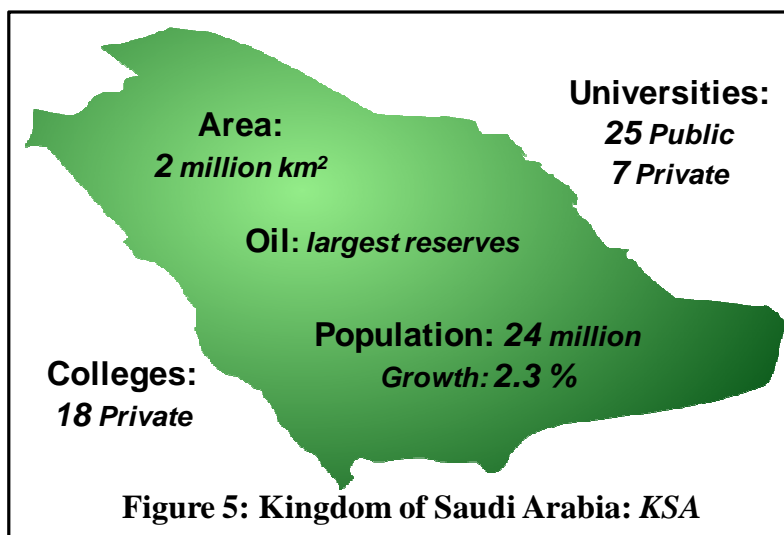 Area:
2 million km²
Universities:
25 Public
7 Private
Oil: largest reserves
Population: 24 million
Growth: 2.3 %
Colleges:
18 Private
Figure 5: Kingdom of Saudi Arabia: KSA